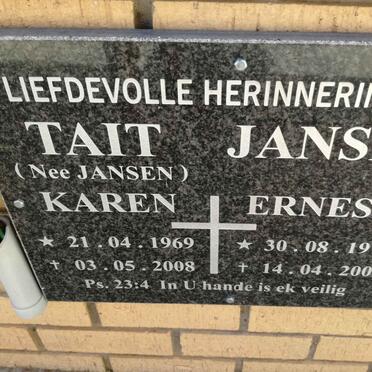 LIEFDEVOLLE HERINNERIN
TAIT JANS
( Nee JANSEN )
KAREN ERNES
★ 21 . 04 . 1969 ★ 30 . 08 . 19
† 03 . 05 . 2008 † 14 . 04 . 200
Ps. 23:4 In U hande is ek veilig